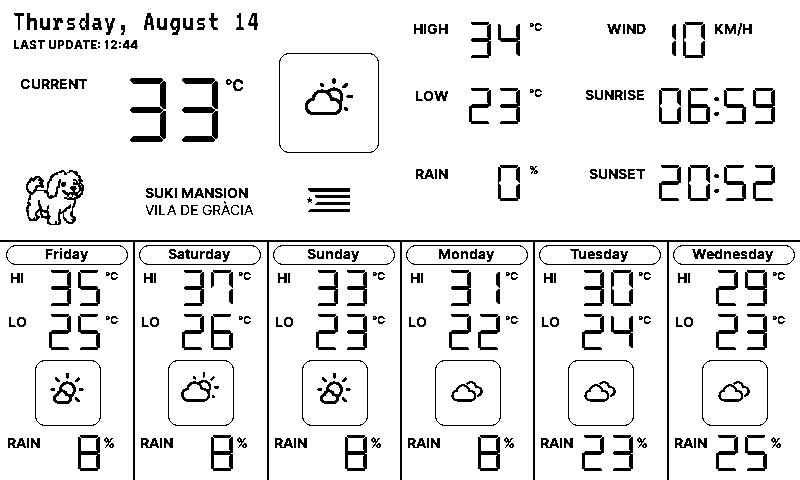 Thursday, August 14
LAST UPDATE: 12:44
CURRENT 33 °C
SUKI MANSION
VILA DE GRÀCIA
HIGH 34 °C
LOW 23 °C
RAIN 0 %
WIND 10 KM/H
SUNRISE 06:59
SUNSET 20:52
Friday
HI 35 °C
LO 25 °C
RAIN 8 %
Saturday
HI 37 °C
LO 26 °C
RAIN 8 %
Sunday
HI 33 °C
LO 23 °C
RAIN 8 %
Monday
HI 31 °C
LO 22 °C
RAIN 8 %
Tuesday
HI 30 °C
LO 24 °C
RAIN 23 %
Wednesday
HI 29 °C
LO 23 °C
RAIN 25 %